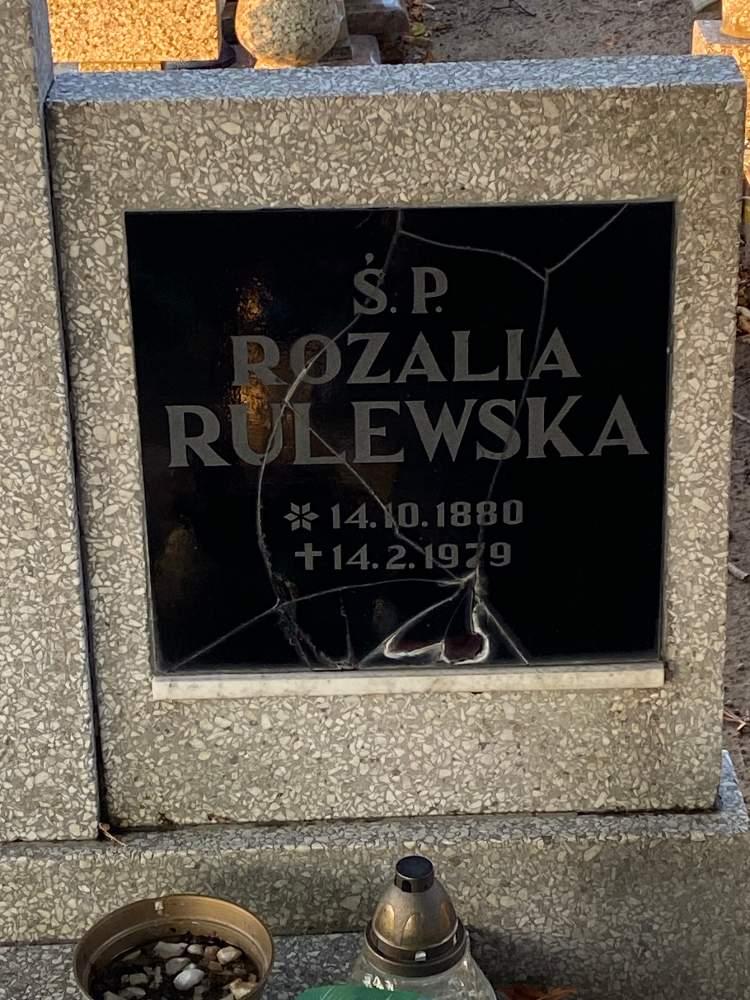 Ś. P.
ROZALIA
RULEWSKA
14.10.1880
14.2.1979